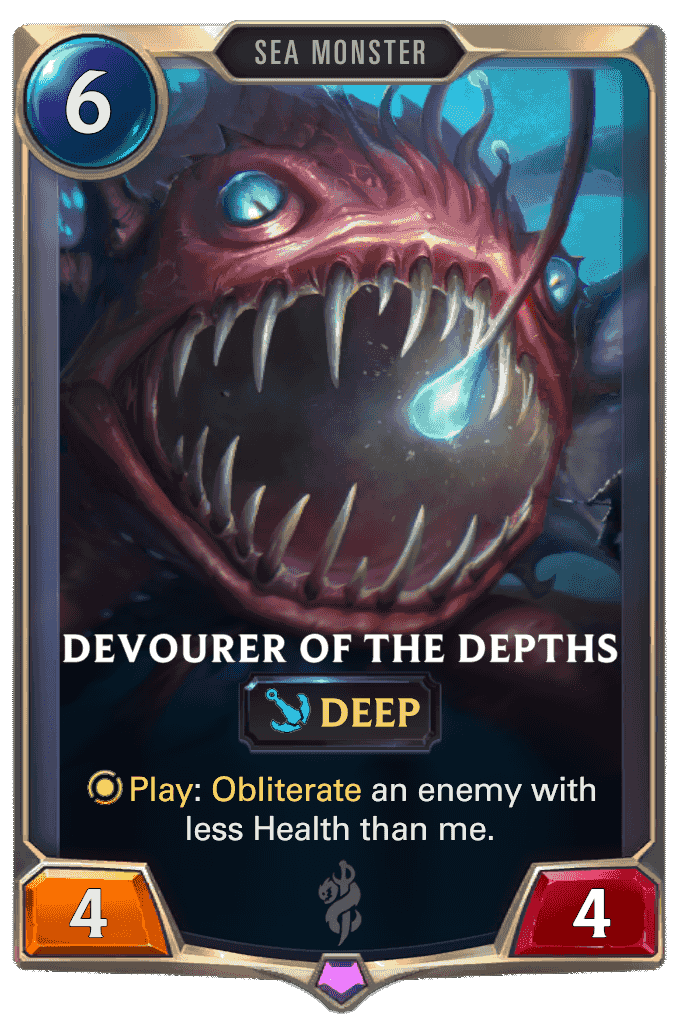 SEA MONSTER
6
DEVOURER OF THE DEPTHS
DEEP
Play: Obliterate an enemy with
less Health than me.
4
4